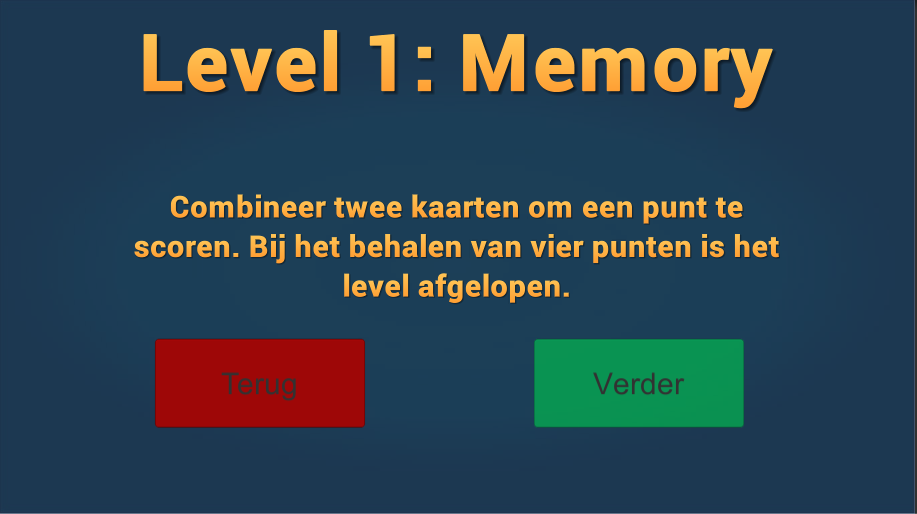 Level 1: Memory
Combineer twee kaarten om een punt te
scoren. Bij het behalen van vier punten is het
level afgelopen.
Terug
Verder